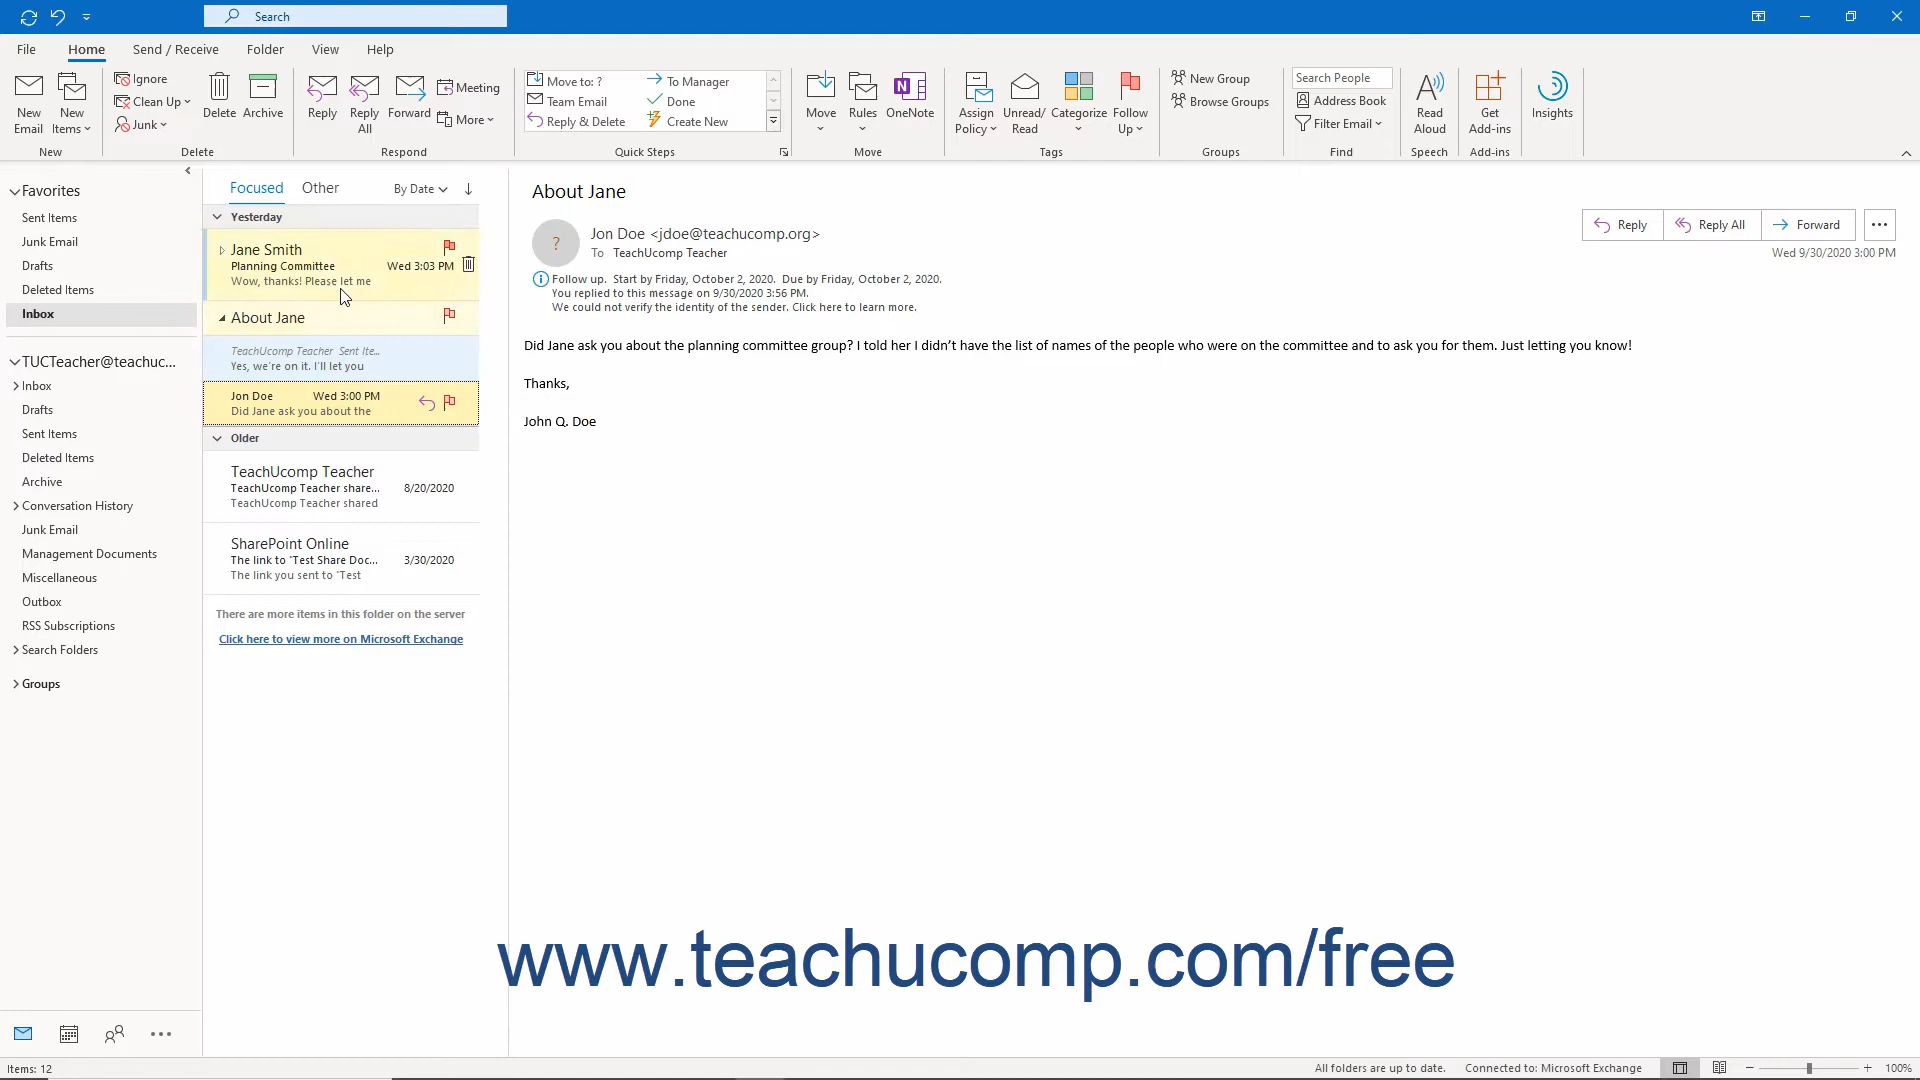 Search
File Home Send / Receive Folder View Help
New Email
New Items
New
Ignore
Clean Up
Junk
Delete
Archive
Delete
Reply
Reply All
Forward
Meeting
More
Respond
Move to: ?
Team Email
Reply & Delete
To Manager
Done
Create New
Quick Steps
Move
Rules
OneNote
Move
Assign Policy
Unread/ Read
Categorize
Follow Up
Tags
New Group
Browse Groups
Groups
Search People
Address Book
Filter Email
Find
Read Aloud
Speech
Get Add-ins
Add-ins
Insights
Favorites
Sent Items
Junk Email
Drafts
Deleted Items
Inbox
TUCTeacher@teachuc...
Inbox
Drafts
Sent Items
Deleted Items
Archive
Conversation History
Junk Email
Management Documents
Miscellaneous
Outbox
RSS Subscriptions
Search Folders
Groups
Items: 12
Focused Other By Date
Yesterday
Jane Smith
Planning Committee Wed 3:03 PM
Wow, thanks! Please let me
About Jane
TeachUcomp Teacher Sent Ite...
Yes, we're on it. I'll let you
Jon Doe Wed 3:00 PM
Did Jane ask you about the
Older
TeachUcomp Teacher
TeachUcomp Teacher share... 8/20/2020
TeachUcomp Teacher shared
SharePoint Online
The link to "Test Share Doc... 3/30/2020
The link you sent to "Test
There are more items in this folder on the server
Click here to view more on Microsoft Exchange
About Jane
?
Jon Doe <jdoe@teachucomp.org>
To TeachUcomp Teacher
Reply Reply All Forward
Wed 9/30/2020 3:00 PM
Follow up. Start by Friday, October 2, 2020. Due by Friday, October 2, 2020.
You replied to this message on 9/30/2020 3:56 PM.
We could not verify the identity of the sender. Click here to learn more.
Did Jane ask you about the planning committee group? I told her I didn't have the list of names of the people who were on the committee and to ask you for them. Just letting you know!
Thanks,
John Q. Doe
www.teachucomp.com/free
All folders are up to date. Connected to: Microsoft Exchange 100%